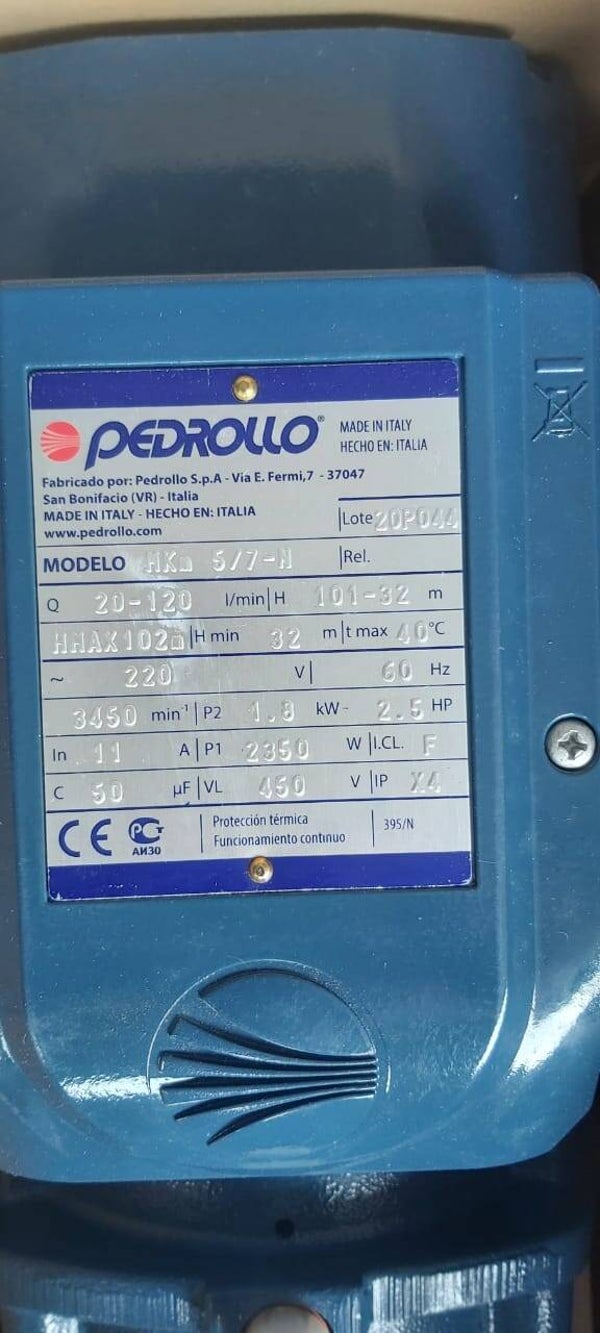 PEDROLLO®
MADE IN ITALY
HECHO EN: ITALIA
Fabricado por: Pedrollo S.p.A - Via E. Fermi,7 - 37047
San Bonifacio (VR) - Italia
MADE IN ITALY - HECHO EN: ITALIA
www.pedrollo.com
Lote 20P044
MODELO HKm 5/7-N Rel.
Q 20-120 l/min H 101-32 m
HMAX102m H min 32 m t max 40 °C
~ 220 V 60 Hz
3450 min⁻¹ P2 1.8 kW - 2.5 HP
In 11 A P1 2350 W I.CL. F
C 50 µF VL 450 V IP X4
CE РСТ
АИ30
Protección térmica
Funcionamiento continuo
395/N